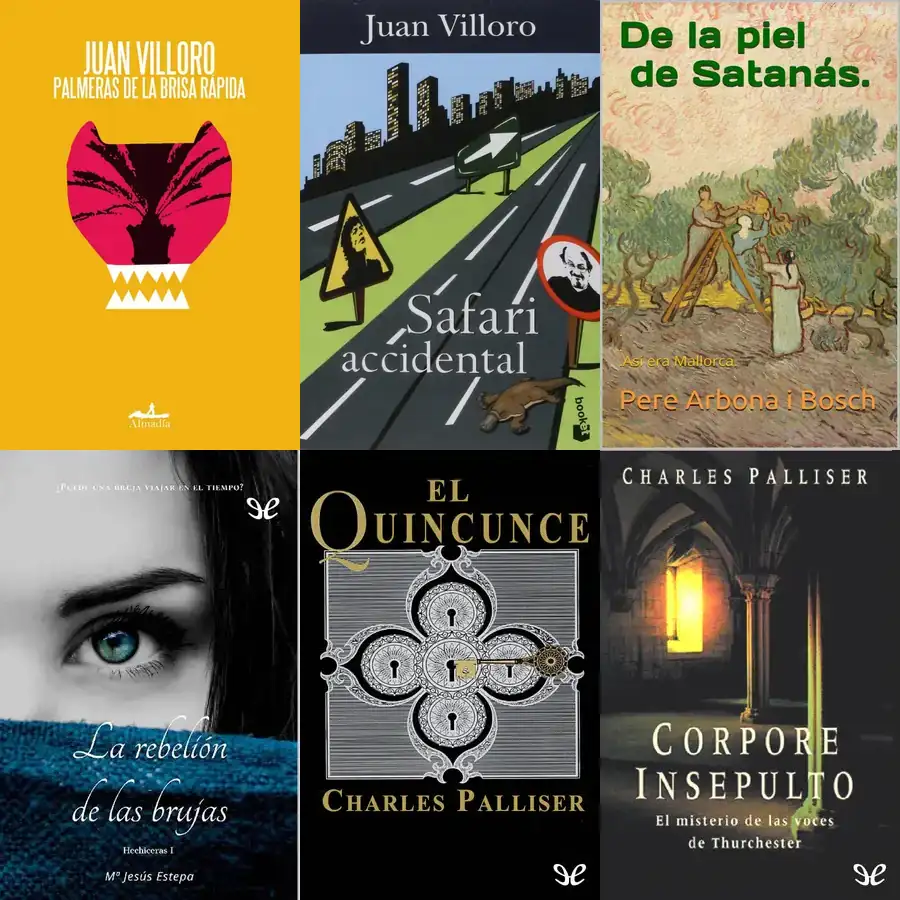 JUAN VILLORO
PALMERAS DE LA BRISA RÁPIDA
Almadía
Juan Villoro
Safari
accidental
booket
De la piel
de Satanás.
Así era Mallorca.
Pere Arbona i Bosch
¿PUEDE UNA BRUJA VIAJAR EN EL TIEMPO?
La rebelión
de las brujas
Hechiceras I
Mª Jesús Estepa
EL
QUINCUNCE
CHARLES PALLISER
CHARLES PALLISER
CORPORE
INSEPULTO
El misterio de las voces
de Thurchester